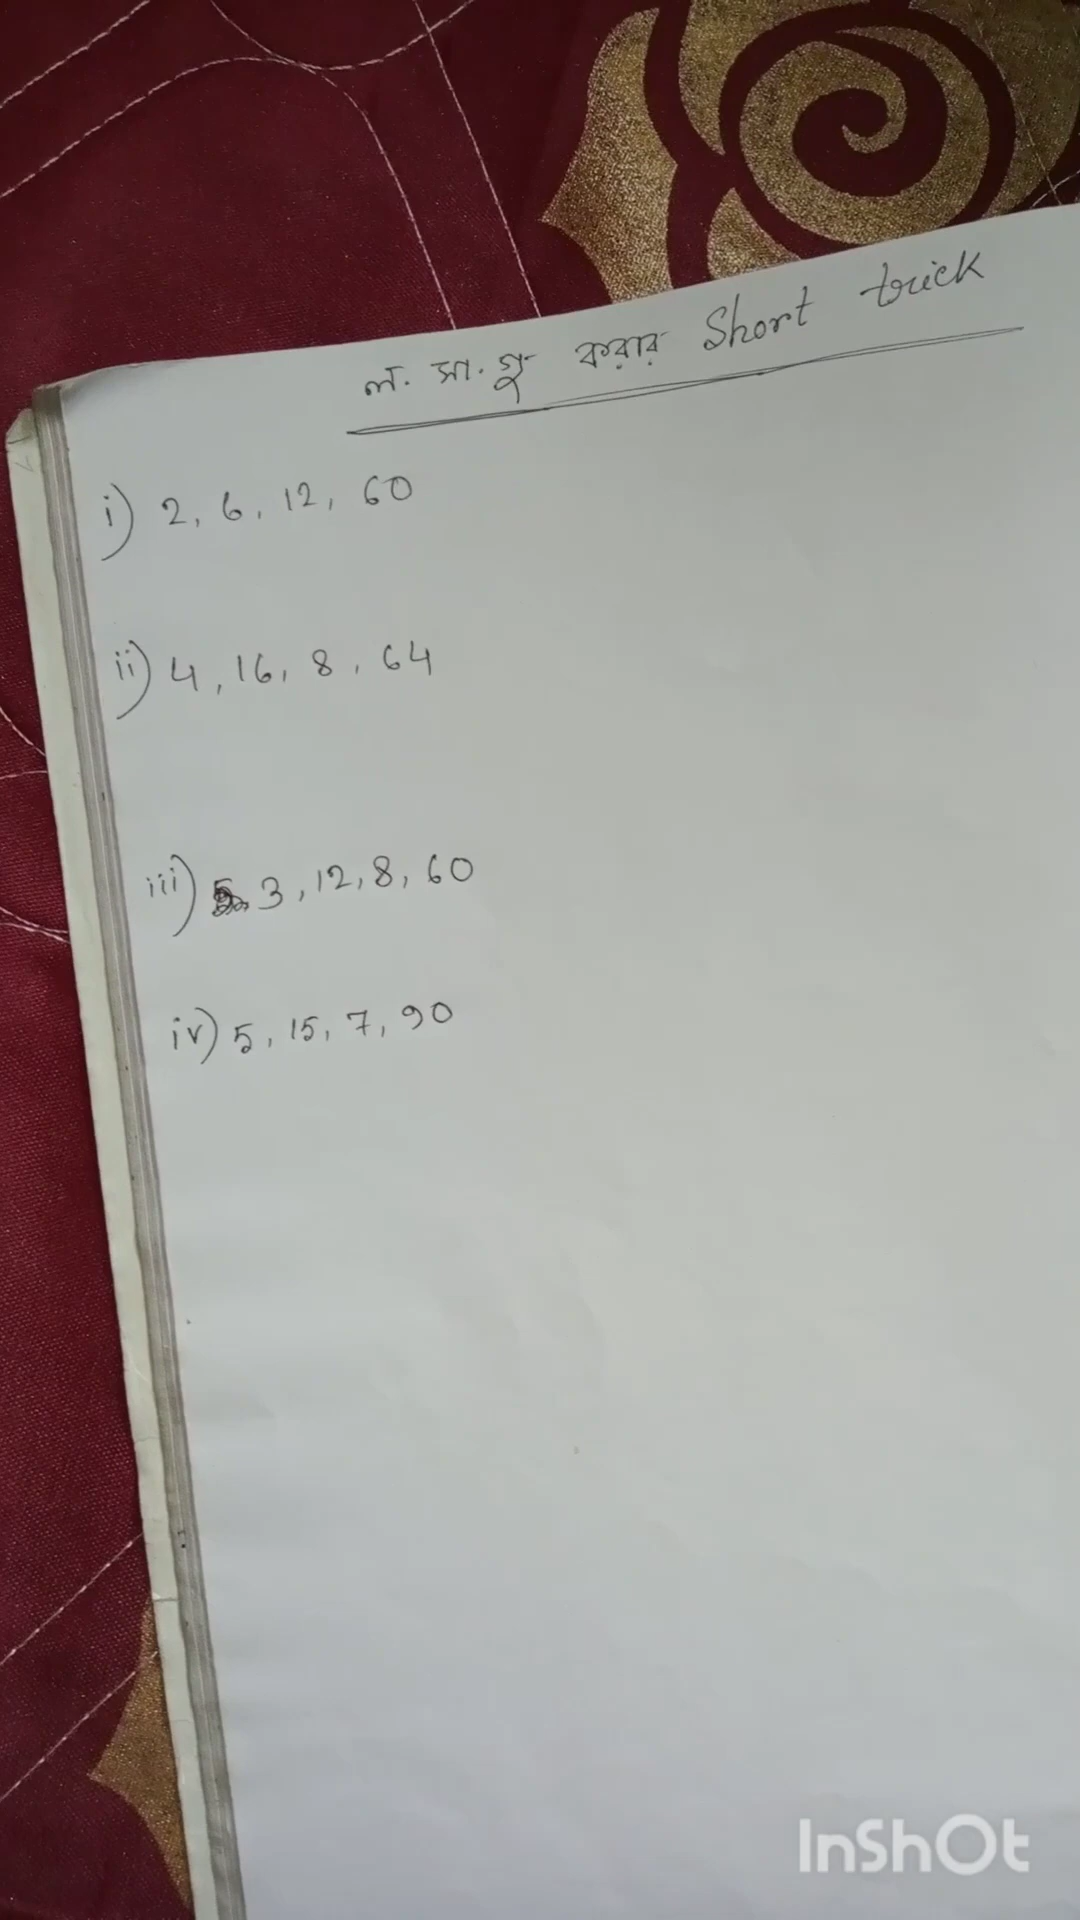 ল. সা. গু করার Short trick
i) 2, 6, 12, 60
ii) 4, 16, 8, 64
iii) 3, 12, 8, 60
iv) 5, 15, 7, 90
InShOt